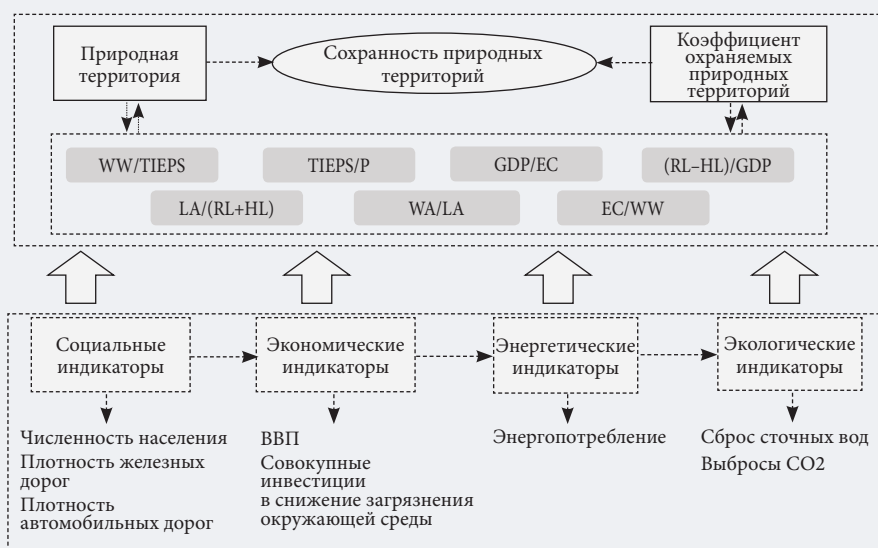 Природная
территория
Сохранность природных
территорий
Коэффициент
охраняемых
природных
территорий
WW/TIEPS
TIEPS/P
GDP/EC
(RL–HL)/GDP
LA/(RL+HL)
WA/LA
EC/WW
Социальные
индикаторы
Экономические
индикаторы
Энергетические
индикаторы
Экологические
индикаторы
Численность населения
Плотность железных
дорог
Плотность
автомобильных дорог
ВВП
Совокупные
инвестиции
в снижение загрязнения
окружающей среды
Энергопотребление
Сброс сточных вод
Выбросы CO2